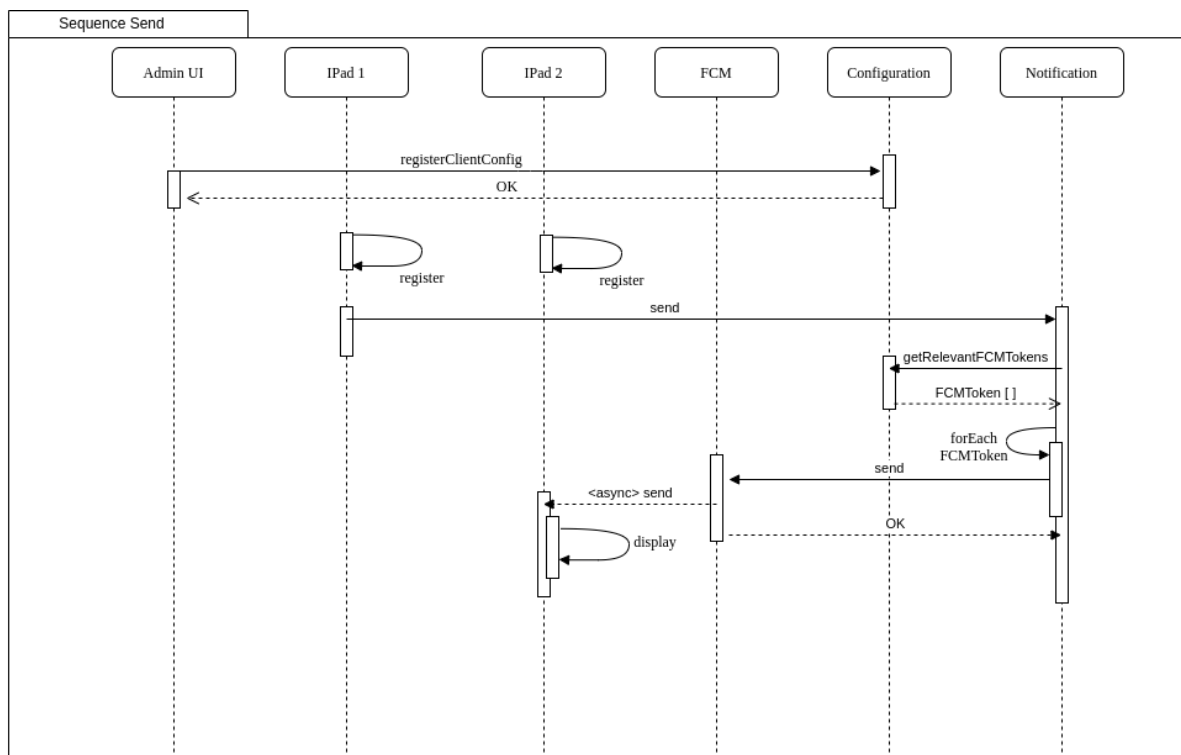 Sequence Send
Admin UI
IPad 1
IPad 2
FCM
Configuration
Notification
registerClientConfig
OK
register
register
send
getRelevantFCMTokens
FCMToken [ ]
forEach
FCMToken
send
<async> send
OK
display